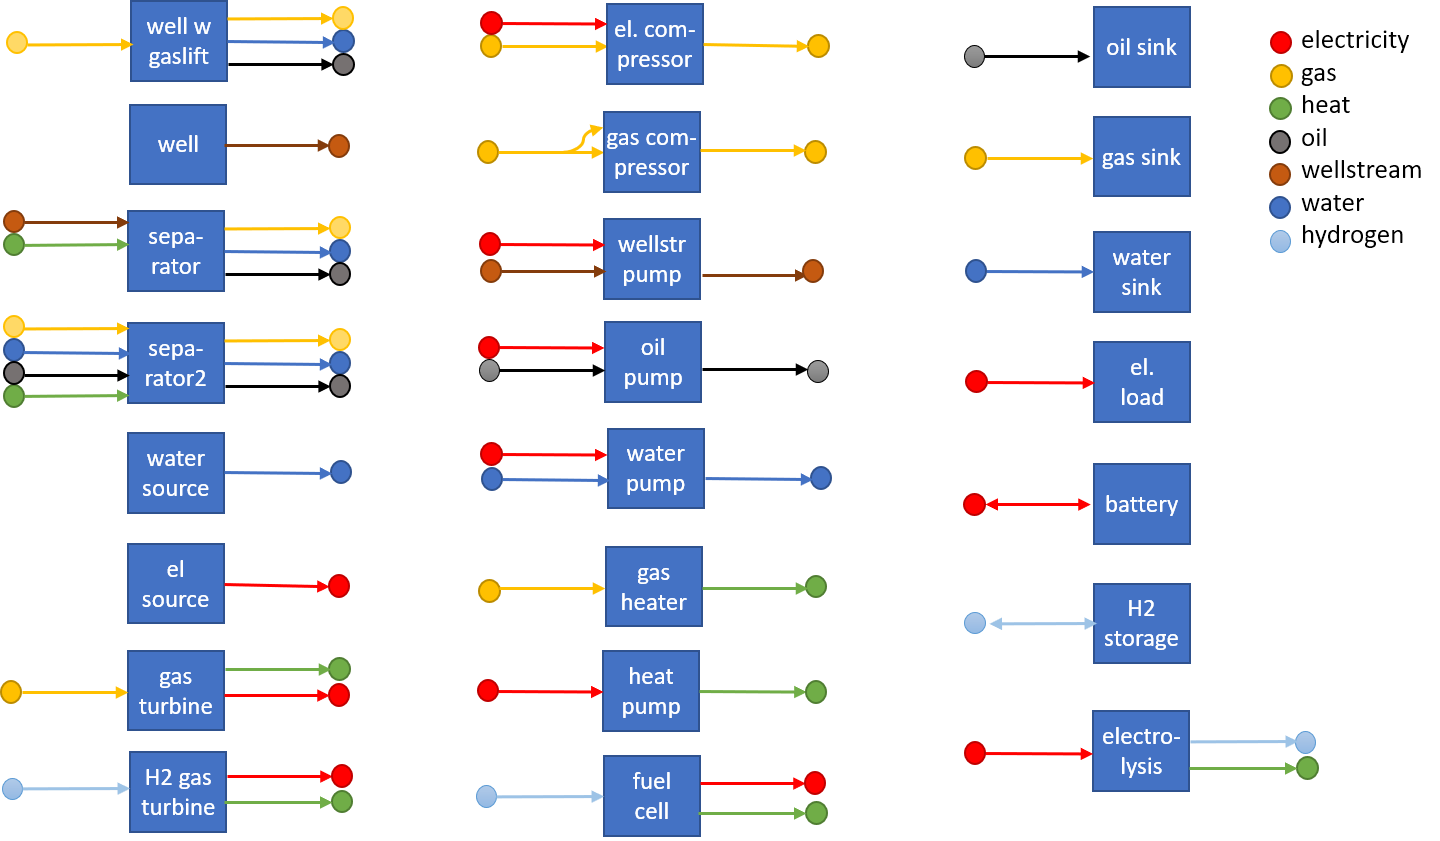 well w
gaslift
well
sepa-
rator
sepa-
rator2
water
source
el
source
gas
turbine
H2 gas
turbine
el. com-
pressor
gas com-
pressor
wellstr
pump
oil
pump
water
pump
gas
heater
heat
pump
fuel
cell
oil sink
gas sink
water
sink
el.
load
battery
H2
storage
electro-
lysis
electricity
gas
heat
oil
wellstream
water
hydrogen